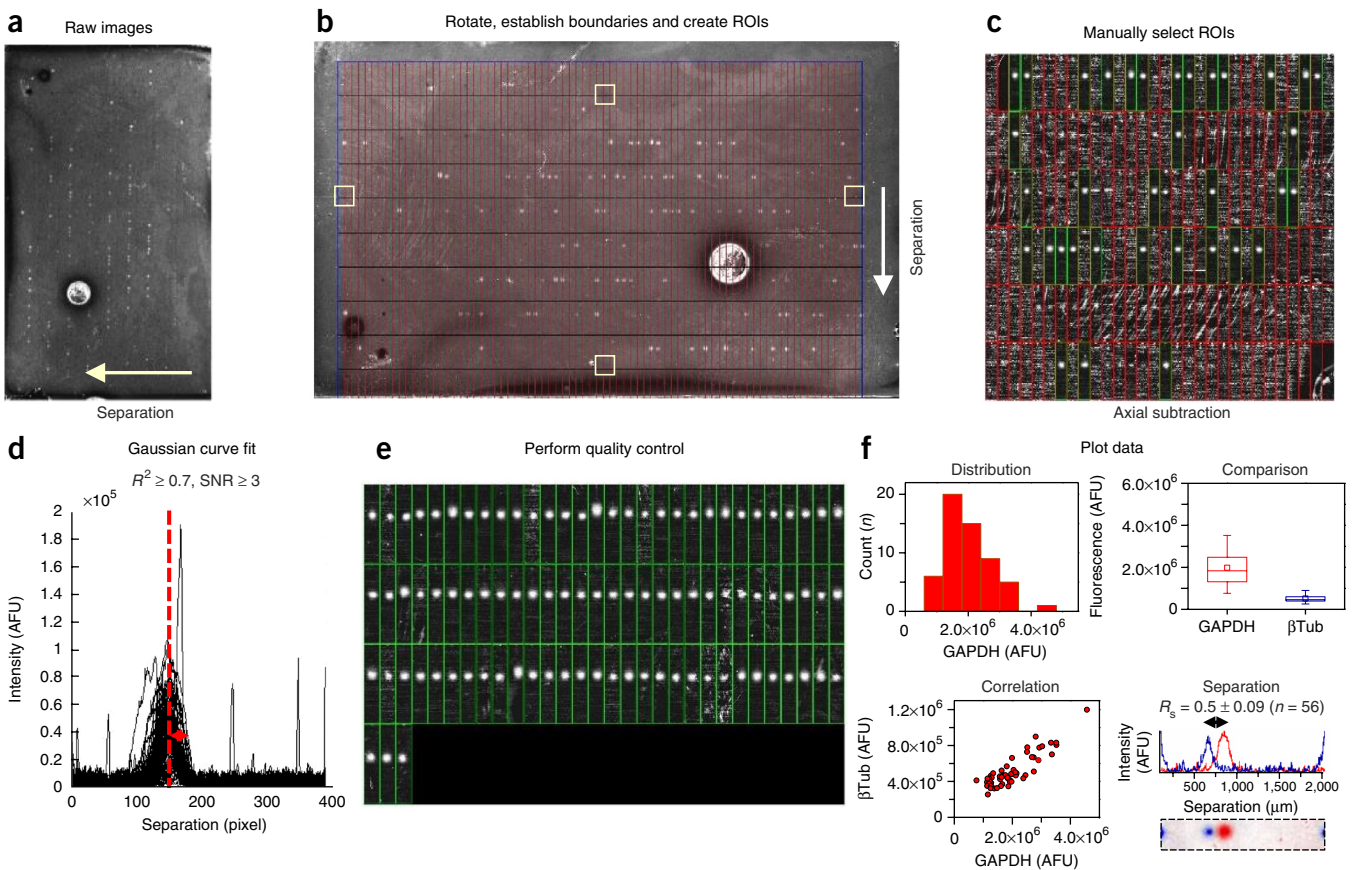 a
Raw images
Separation
b
Rotate, establish boundaries and create ROIs
Separation
c
Manually select ROIs
Axial subtraction
d
Gaussian curve fit
R² ≥ 0.7, SNR ≥ 3
×10⁵
2
1.8
1.6
1.4
1.2
1
0.8
0.6
0.4
0.2
0
Intensity (AFU)
0
100
200
300
400
Separation (pixel)
e
Perform quality control
f
Plot data
Distribution
20
10
0
Count (n)
0
2.0×10⁶
4.0×10⁶
GAPDH (AFU)
Comparison
6.0×10⁶
4.0×10⁶
2.0×10⁶
0
Fluorescence (AFU)
GAPDH
βTub
Correlation
1.2×10⁶
8.0×10⁵
4.0×10⁵
0
βTub (AFU)
0
2.0×10⁶
4.0×10⁶
GAPDH (AFU)
Separation
Rₛ = 0.5 ± 0.09 (n = 56)
Intensity
(AFU)
500
1,000
1,500
2,000
Separation (μm)